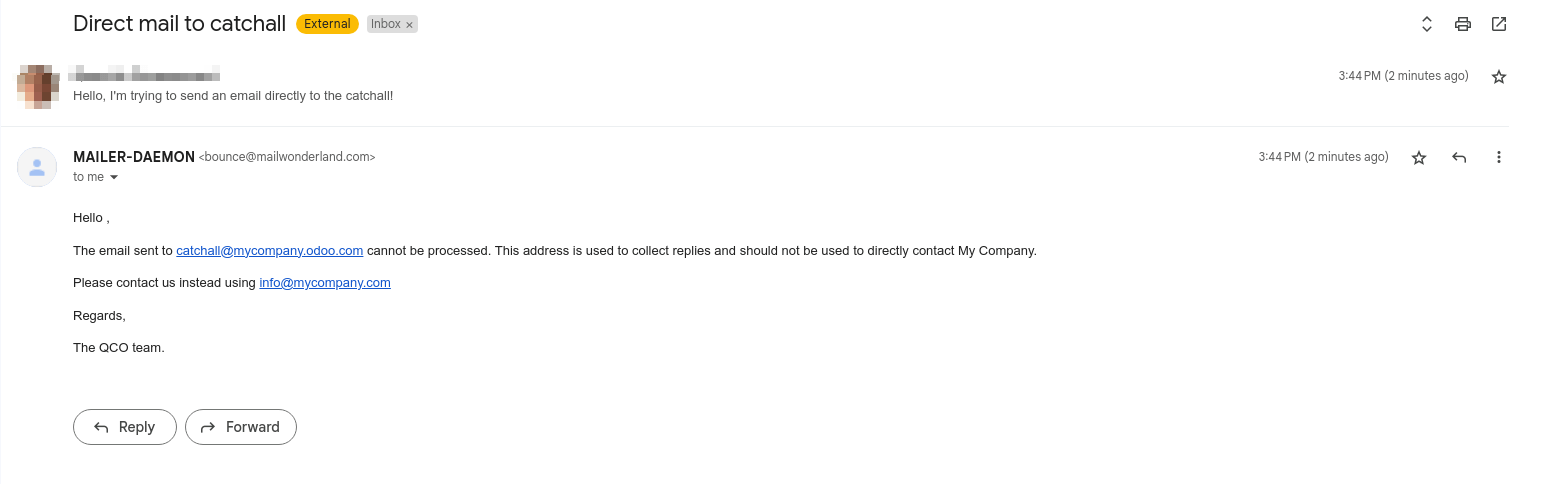 Direct mail to catchall External Inbox ×
3:44 PM (2 minutes ago)
Hello, I'm trying to send an email directly to the catchall!
MAILER-DAEMON <bounce@mailwonderland.com> 3:44 PM (2 minutes ago)
to me
Hello ,
The email sent to catchall@mycompany.odoo.com cannot be processed. This address is used to collect replies and should not be used to directly contact My Company.
Please contact us instead using info@mycompany.com
Regards,
The QCO team.
Reply Forward